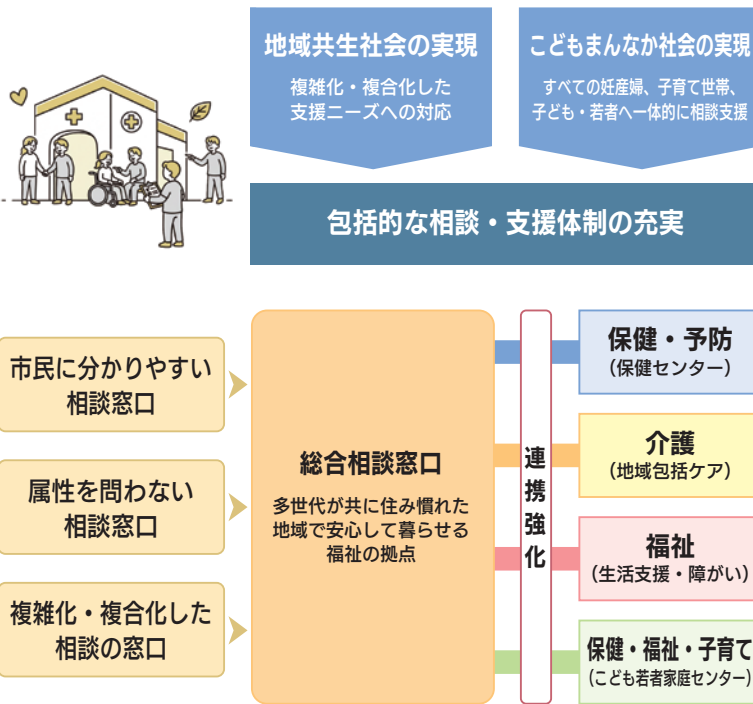 地域共生社会の実現
複雑化・複合化した
支援ニーズへの対応
こどもまんなか社会の実現
すべての妊産婦、子育て世帯、
子ども・若者へ一体的に相談支援
包括的な相談・支援体制の充実
市民に分かりやすい
相談窓口
属性を問わない
相談窓口
複雑化・複合化した
相談の窓口
総合相談窓口
多世代が共に住み慣れた
地域で安心して暮らせる
福祉の拠点
連携強化
保健・予防
(保健センター)
介護
(地域包括ケア)
福祉
(生活支援・障がい)
保健・福祉・子育て
(こども若者家庭センター)